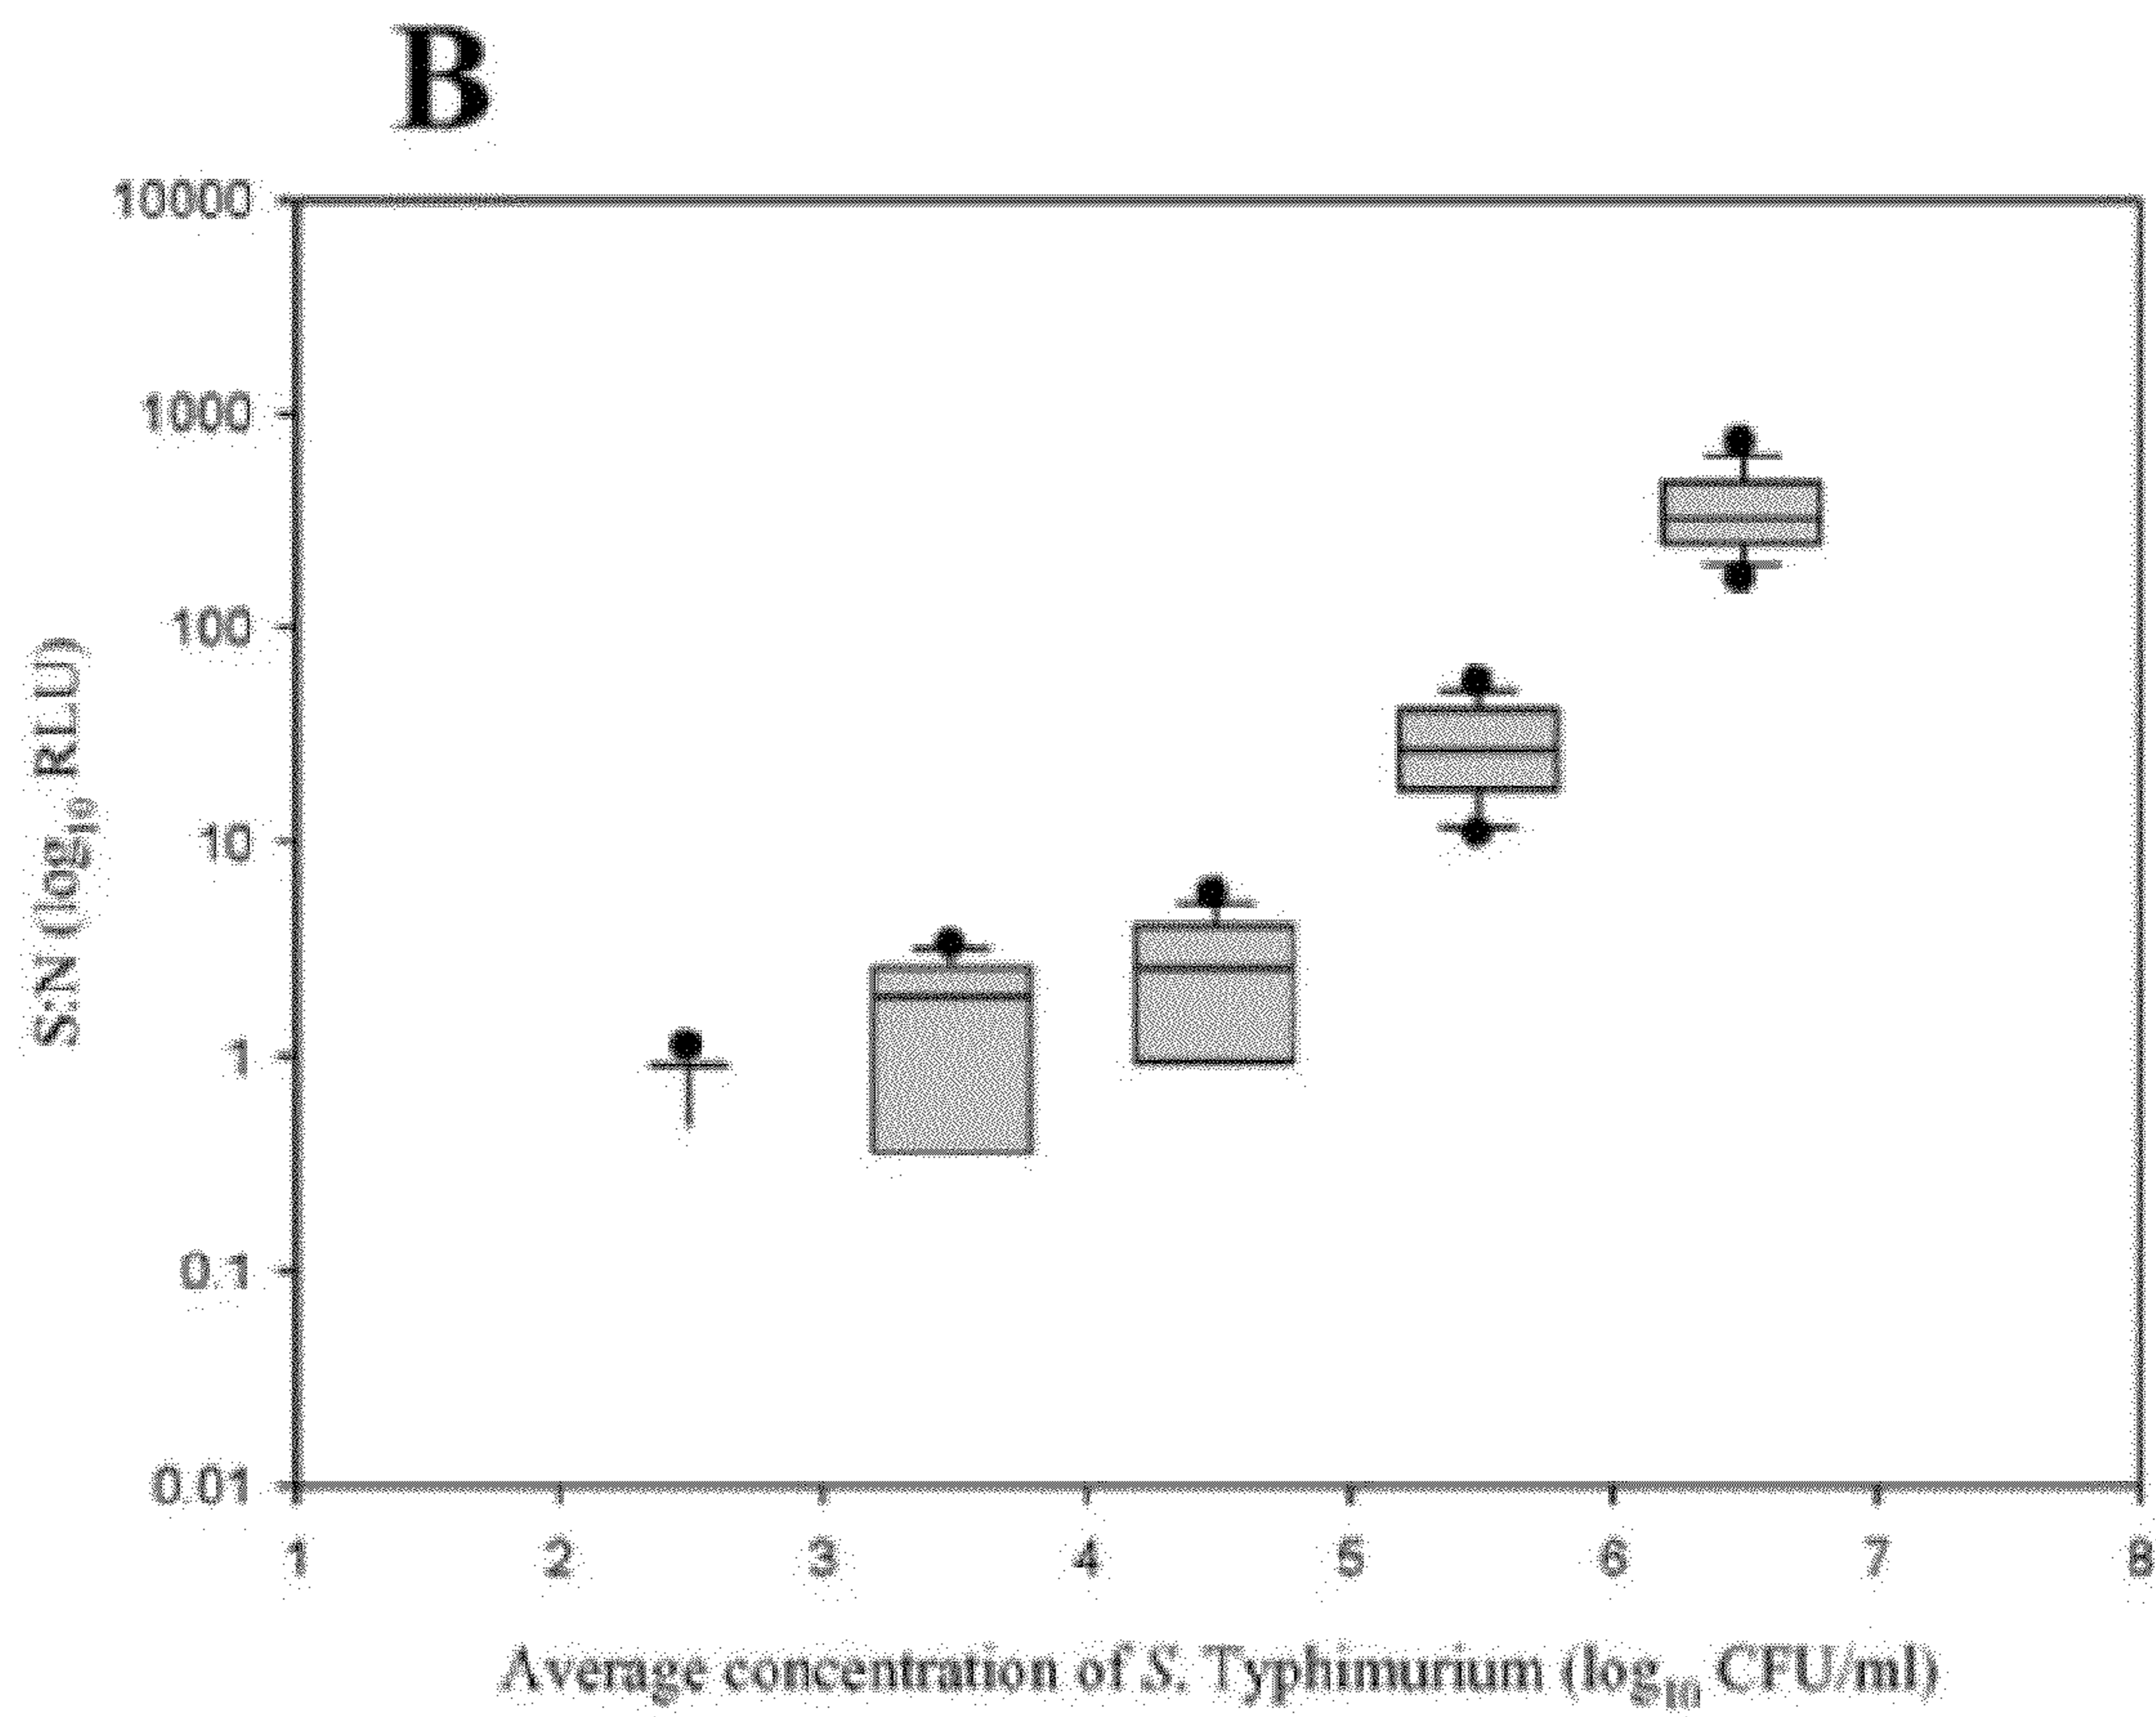 B
10000
1000
100
10
1
0.1
0.01
S:N (log10 RLU)
1 2 3 4 5 6 7 8
Average concentration of S. Typhimurium (log10 CFU/ml)